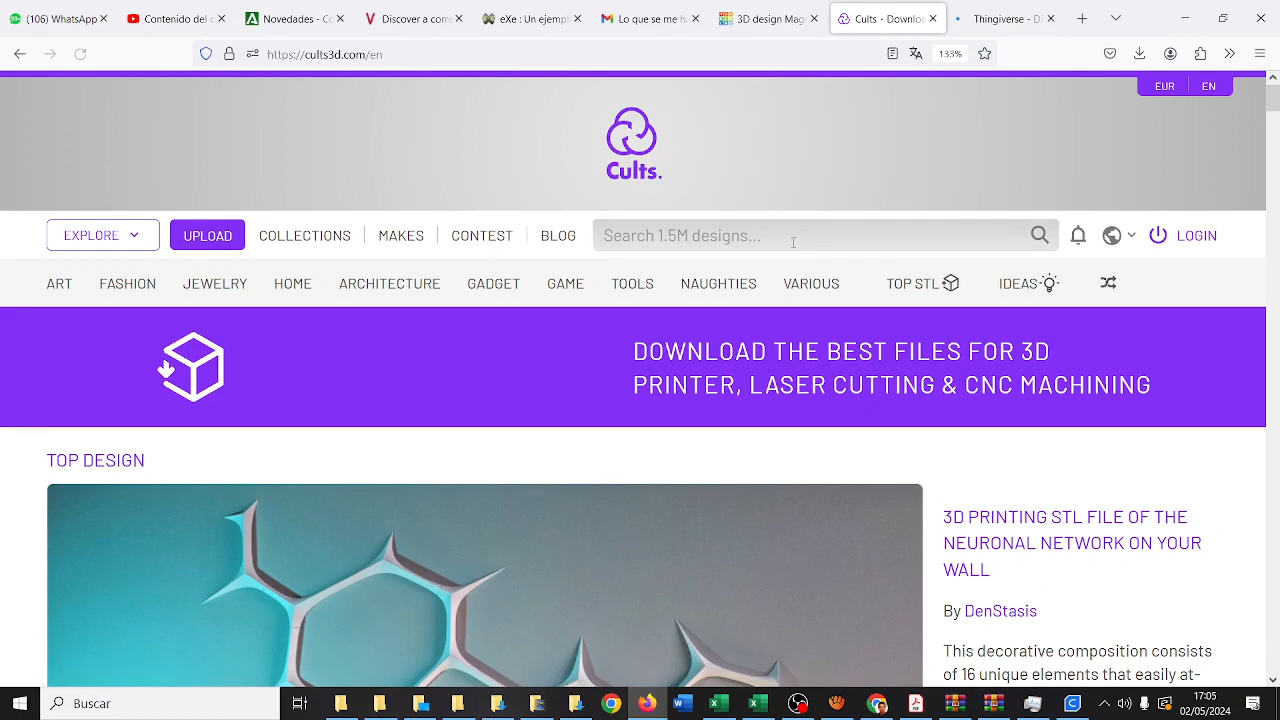 (106) WhatsApp
Contenido del c
Novedades - Co
Discover a come
eXe : Un ejempl
Lo que se me ha
3D design Mag
Cults - Downloa
Thingiverse - D
https://cults3d.com/en
133%
EUR EN
Cults.
EXPLORE UPLOAD COLLECTIONS MAKES CONTEST BLOG Search 1.5M designs... LOGIN
ART FASHION JEWELRY HOME ARCHITECTURE GADGET GAME TOOLS NAUGHTIES VARIOUS TOP STL IDEAS
DOWNLOAD THE BEST FILES FOR 3D
PRINTER, LASER CUTTING & CNC MACHINING
TOP DESIGN
3D PRINTING STL FILE OF THE
NEURONAL NETWORK ON YOUR
WALL
By DenStasis
This decorative composition consists
of 16 unique elements that easily at-
Buscar
17:05
02/05/2024